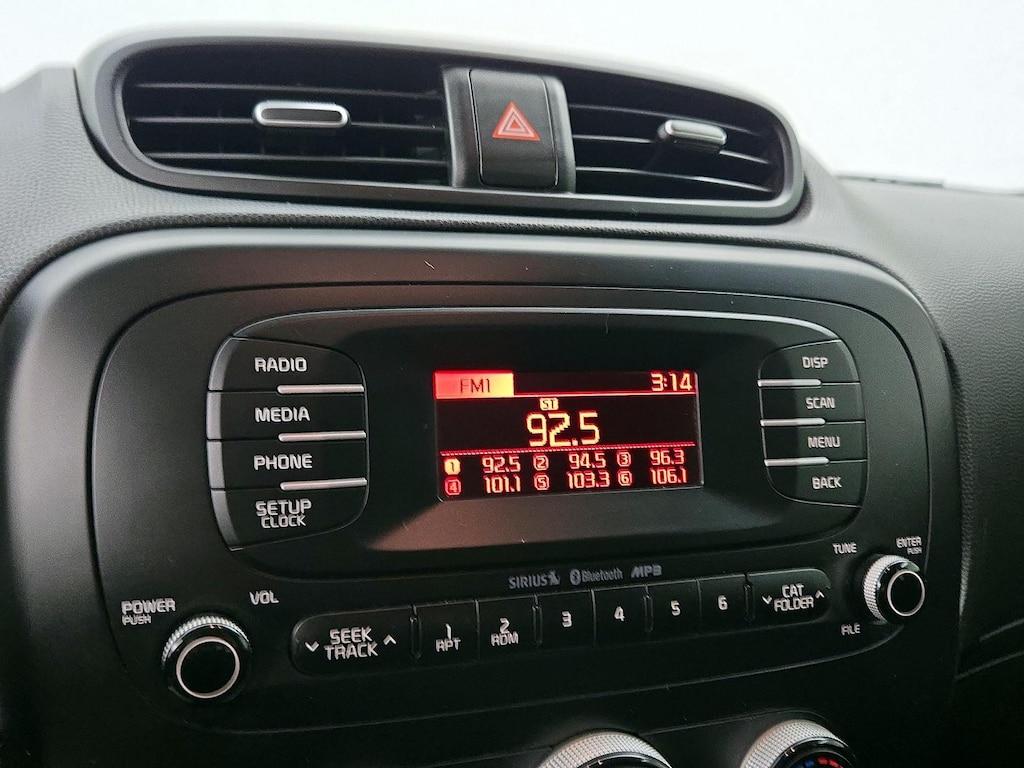 RADIO
MEDIA
PHONE
SETUP
CLOCK
FM1 3:14
ST
92.5
1 92.5 2 94.5 3 96.3
4 101.1 5 103.3 6 106.1
DISP
SCAN
MENU
BACK
SIRIUS Bluetooth MP3
POWER
PUSH
VOL
SEEK
TRACK
1
RPT
2
RDM
3
4
5
6
CAT
FOLDER
TUNE
ENTER
PUSH
FILE